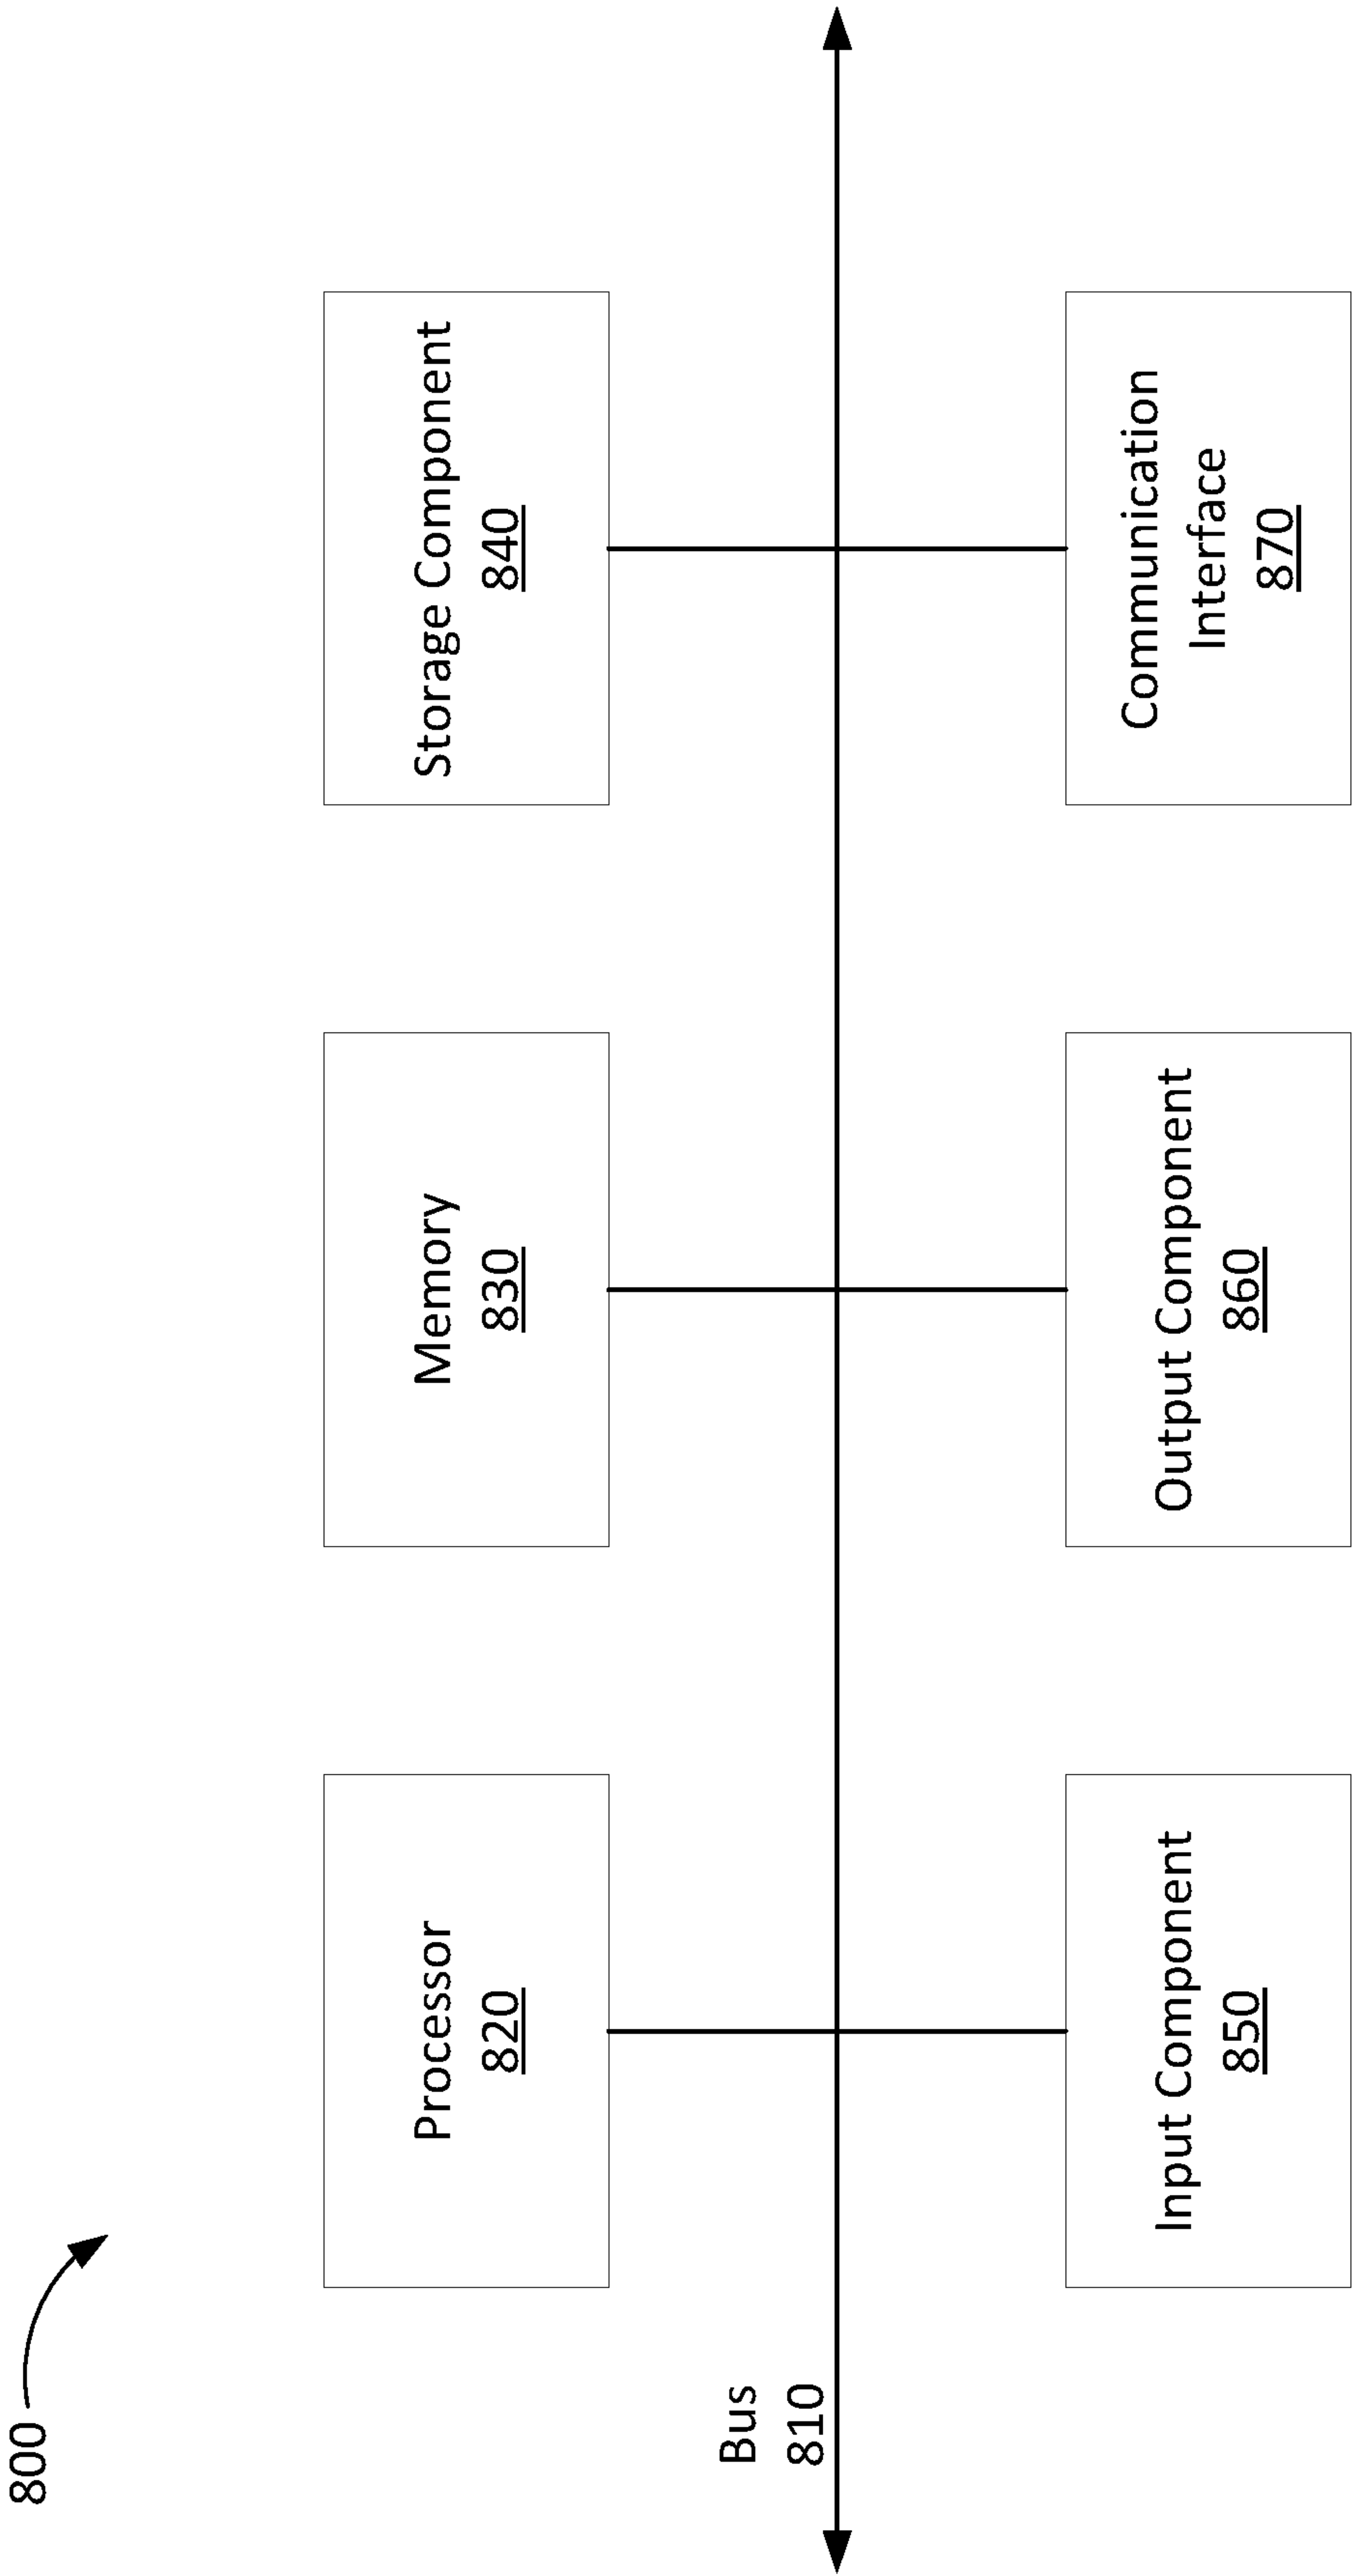 800
Processor
820
Memory
830
Storage Component
840
Bus
810
Input Component
850
Output Component
860
Communication
Interface
870